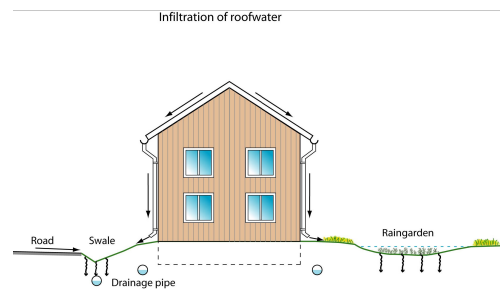 Infiltration of roofwater
Road
Swale
Raingarden
Drainage pipe